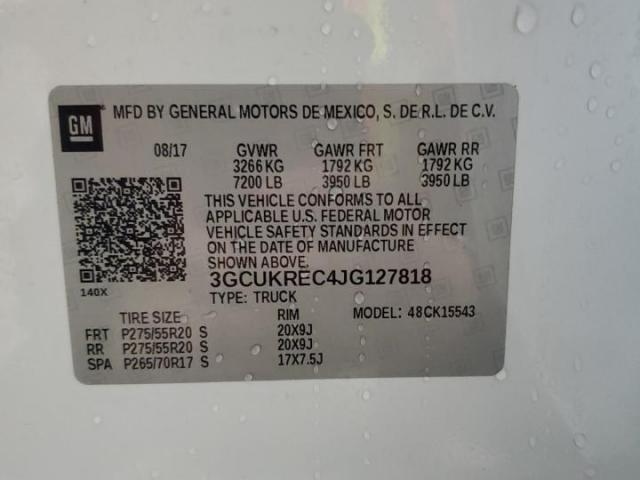 GM MFD BY GENERAL MOTORS DE MEXICO, S. DE R.L. DE C.V.
08/17 GVWR GAWR FRT GAWR RR
3266 KG 1792 KG 1792 KG
7200 LB 3950 LB 3950 LB
THIS VEHICLE CONFORMS TO ALL
APPLICABLE U.S. FEDERAL MOTOR
VEHICLE SAFETY STANDARDS IN EFFECT
ON THE DATE OF MANUFACTURE
SHOWN ABOVE.
3GCUKREC4JG127818
140X TYPE: TRUCK
TIRE SIZE RIM MODEL: 48CK15543
FRT P275/55R20 S 20X9J
RR P275/55R20 S 20X9J
SPA P265/70R17 S 17X7.5J